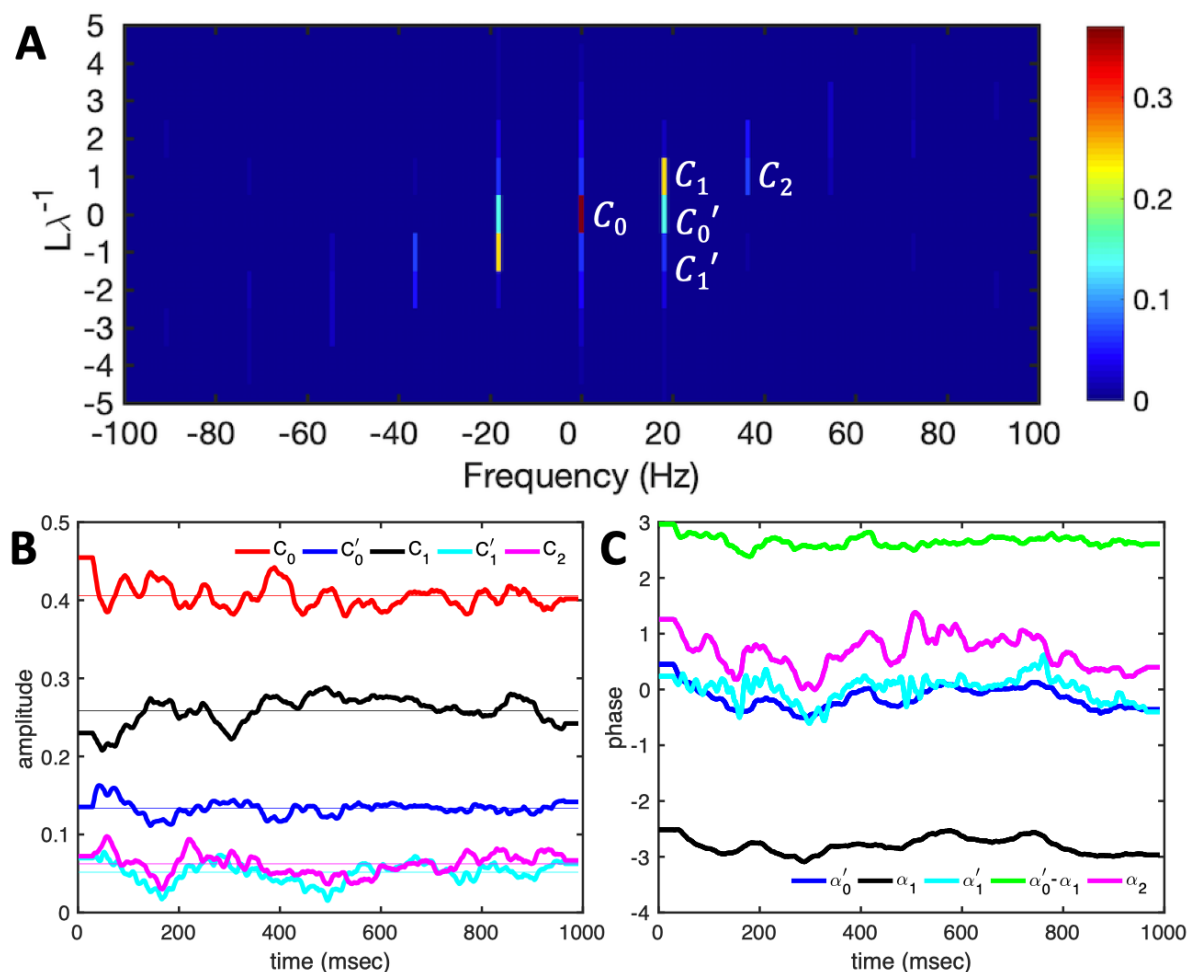 A
5
4
3
2
1
0
-1
-2
-3
-4
-5
Lλ⁻¹
C₀
C₁
C₀′
C₁′
C₂
-100 -80 -60 -40 -20 0 20 40 60 80 100
Frequency (Hz)
0.3
0.2
0.1
0
B
0.5
0.4
0.3
0.2
0.1
0
amplitude
C₀ C′₀ C₁ C′₁ C₂
0 200 400 600 800 1000
time (msec)
C
3
2
1
0
-1
-2
-3
-4
phase
α′₀ α₁ α′₁ α′₀-α₁ α₂
0 200 400 600 800 1000
time (msec)